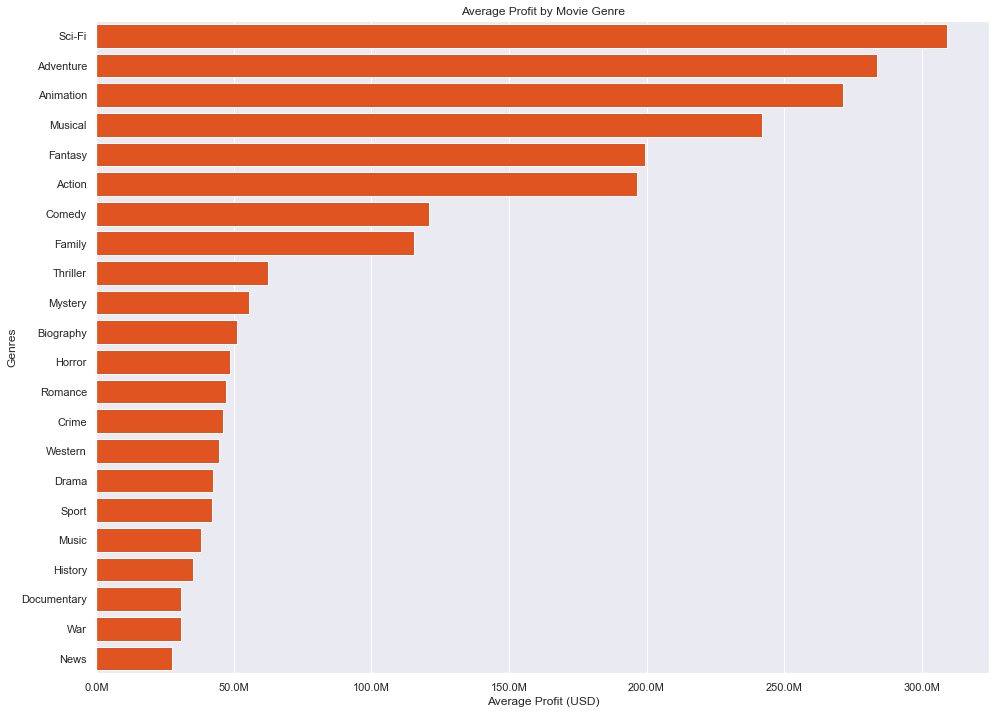 Average Profit by Movie Genre
Genres
Sci-Fi
Adventure
Animation
Musical
Fantasy
Action
Comedy
Family
Thriller
Mystery
Biography
Horror
Romance
Crime
Western
Drama
Sport
Music
History
Documentary
War
News
0.0M 50.0M 100.0M 150.0M 200.0M 250.0M 300.0M
Average Profit (USD)